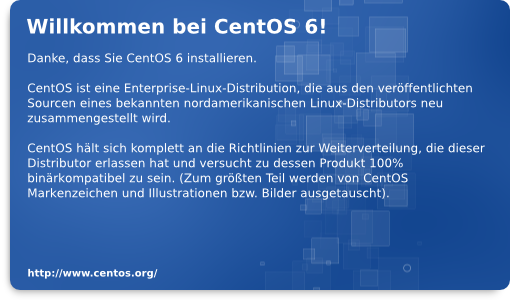 Willkommen bei CentOS 6!
Danke, dass Sie CentOS 6 installieren.
CentOS ist eine Enterprise-Linux-Distribution, die aus den veröffentlichten
Sourcen eines bekannten nordamerikanischen Linux-Distributors neu
zusammengestellt wird.
CentOS hält sich komplett an die Richtlinien zur Weiterverteilung, die dieser
Distributor erlassen hat und versucht zu dessen Produkt 100%
binärkompatibel zu sein. (Zum größten Teil werden von CentOS
Markenzeichen und Illustrationen bzw. Bilder ausgetauscht).
http://www.centos.org/